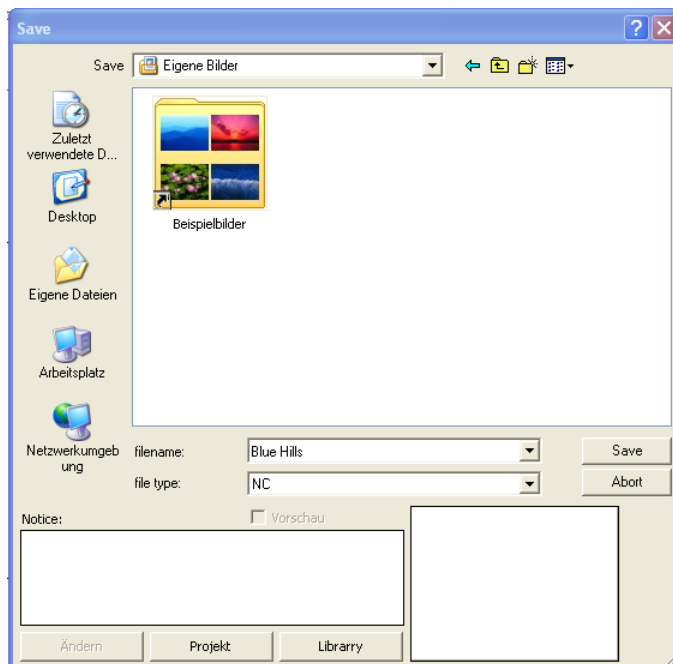 Save
Save
Eigene Bilder
Zuletzt
verwendete D...
Desktop
Eigene Dateien
Arbeitsplatz
Netzwerkumgeb
ung
Beispielbilder
filename:
Blue Hills
Save
file type:
NC
Abort
Notice:
Vorschau
Ändern
Projekt
Librarry